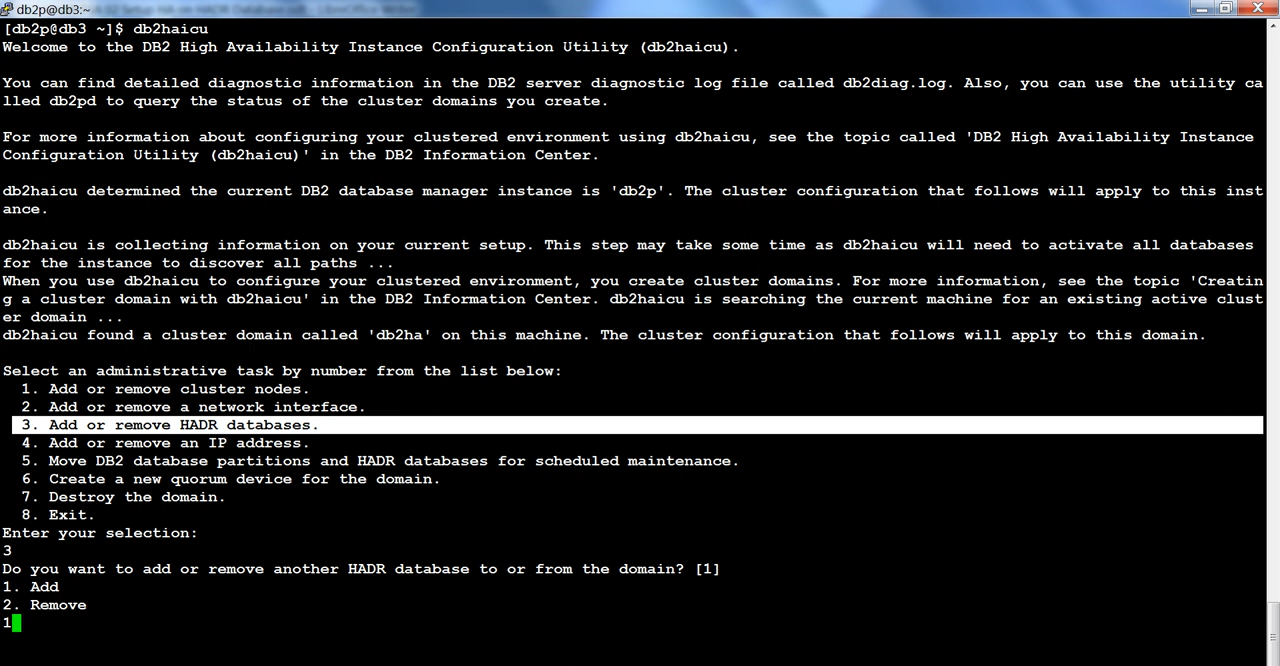 db2p@db3:~
[db2p@db3 ~]$ db2haicu
Welcome to the DB2 High Availability Instance Configuration Utility (db2haicu).
You can find detailed diagnostic information in the DB2 server diagnostic log file called db2diag.log. Also, you can use the utility ca
lled db2pd to query the status of the cluster domains you create.
For more information about configuring your clustered environment using db2haicu, see the topic called 'DB2 High Availability Instance
Configuration Utility (db2haicu)' in the DB2 Information Center.
db2haicu determined the current DB2 database manager instance is 'db2p'. The cluster configuration that follows will apply to this inst
ance.
db2haicu is collecting information on your current setup. This step may take some time as db2haicu will need to activate all databases
for the instance to discover all paths ...
When you use db2haicu to configure your clustered environment, you create cluster domains. For more information, see the topic 'Creatin
g a cluster domain with db2haicu' in the DB2 Information Center. db2haicu is searching the current machine for an existing active clust
er domain ...
db2haicu found a cluster domain called 'db2ha' on this machine. The cluster configuration that follows will apply to this domain.
Select an administrative task by number from the list below:
1. Add or remove cluster nodes.
2. Add or remove a network interface.
3. Add or remove HADR databases.
4. Add or remove an IP address.
5. Move DB2 database partitions and HADR databases for scheduled maintenance.
6. Create a new quorum device for the domain.
7. Destroy the domain.
8. Exit.
Enter your selection:
3
Do you want to add or remove another HADR database to or from the domain? [1]
1. Add
2. Remove
1